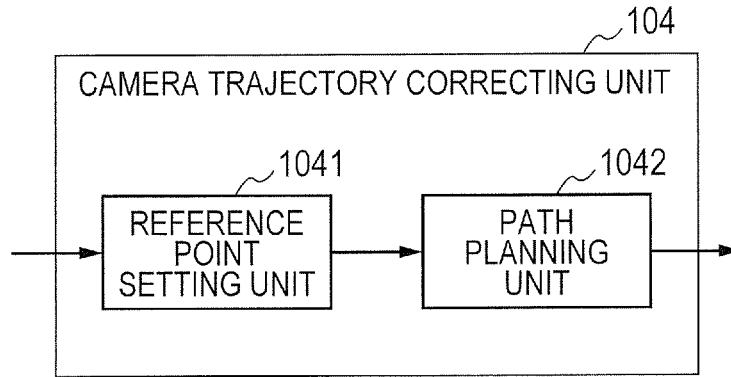 104
CAMERA TRAJECTORY CORRECTING UNIT
1041
1042
REFERENCE
POINT
SETTING UNIT
PATH
PLANNING
UNIT